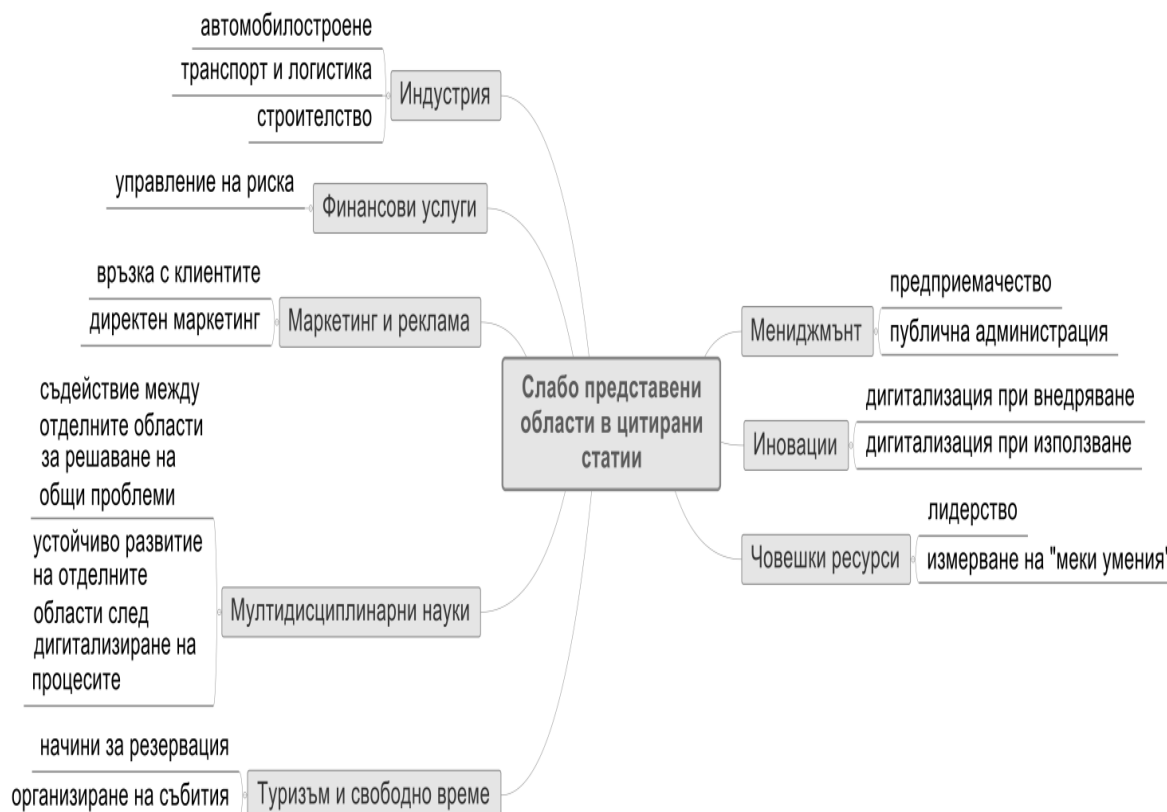 автомобилостроене
транспорт и логистика
строителство
Индустрия
управление на риска
Финансови услуги
връзка с клиентите
директен маркетинг
Маркетинг и реклама
съдействие между
отделните области
за решаване на
общи проблеми
устойчиво развитие
на отделните
области след
дигитализиране на
процесите
Мултидисциплинарни науки
начини за резервация
организиране на събития
Туризъм и свободно време
Слабо представени
области в цитирани
статии
Мениджмънт
предприемачество
публична администрация
Иновации
дигитализация при внедряване
дигитализация при използване
Човешки ресурси
лидерство
измерване на "меки умения"